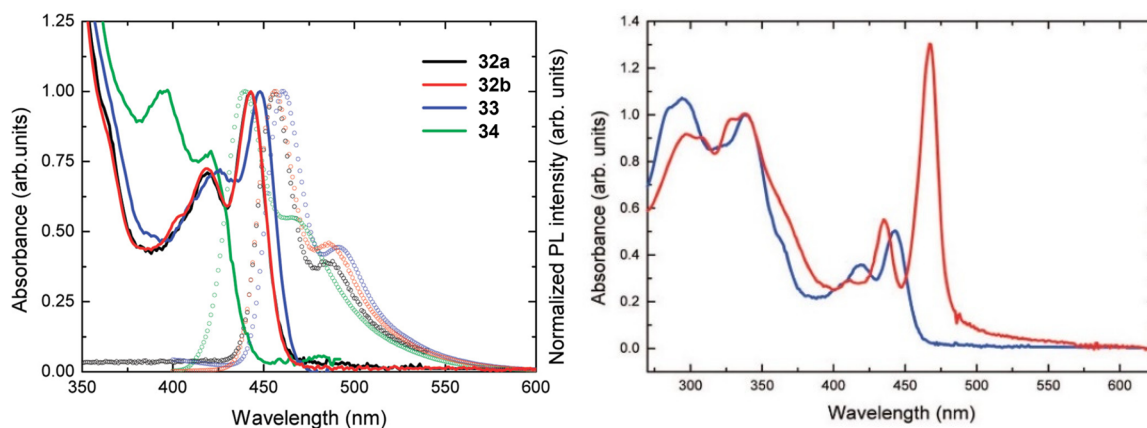 1.25
1.00
0.75
0.50
0.25
0.00
Absorbance (arb.units)
32a
32b
33
34
350 400 450 500 550 600
Wavelength (nm)
Normalized PL intensity (arb. units)
1.4
1.2
1.0
0.8
0.6
0.4
0.2
0.0
Absorbance (arb. units)
300 350 400 450 500 550 600
Wavelength (nm)